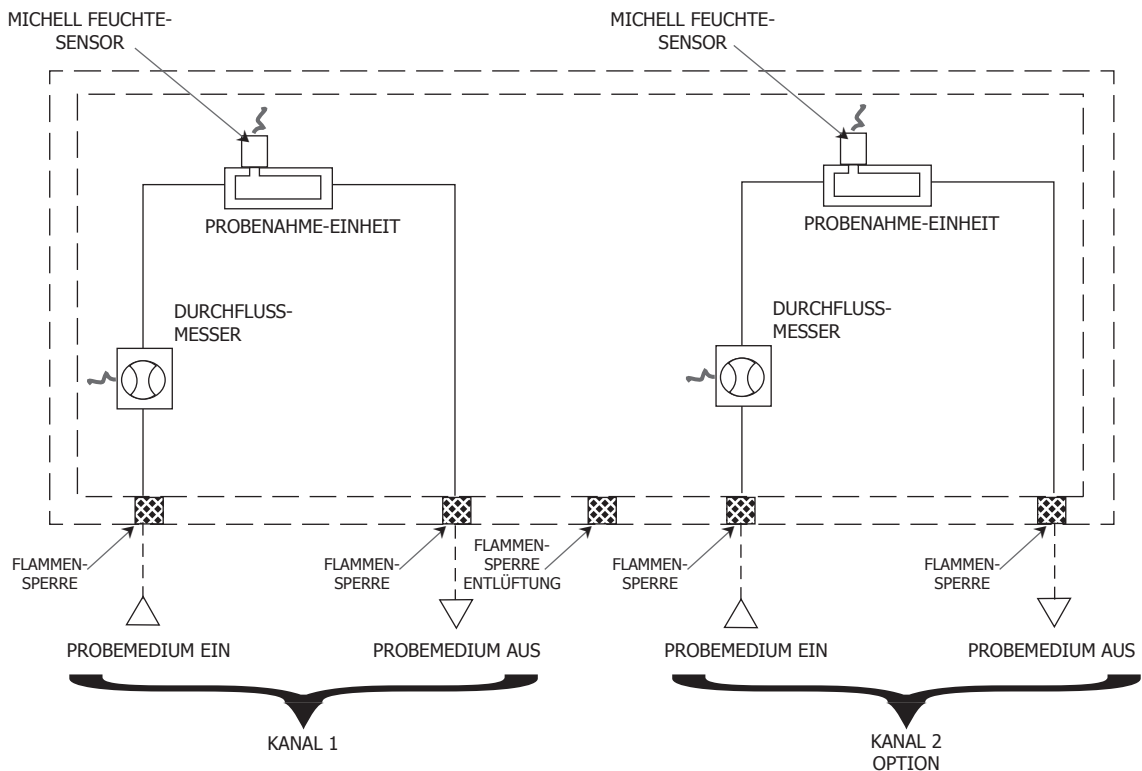 MICHELL FEUCHTE-
SENSOR
MICHELL FEUCHTE-
SENSOR
PROBENAHME-EINHEIT
PROBENAHME-EINHEIT
DURCHFLUSS-
MESSER
DURCHFLUSS-
MESSER
FLAMMEN-
SPERRE
FLAMMEN-
SPERRE
FLAMMEN-
SPERRE
ENTLÜFTUNG
FLAMMEN-
SPERRE
FLAMMEN-
SPERRE
PROBEMEDIUM EIN
PROBEMEDIUM AUS
PROBEMEDIUM EIN
PROBEMEDIUM AUS
KANAL 1
KANAL 2
OPTION